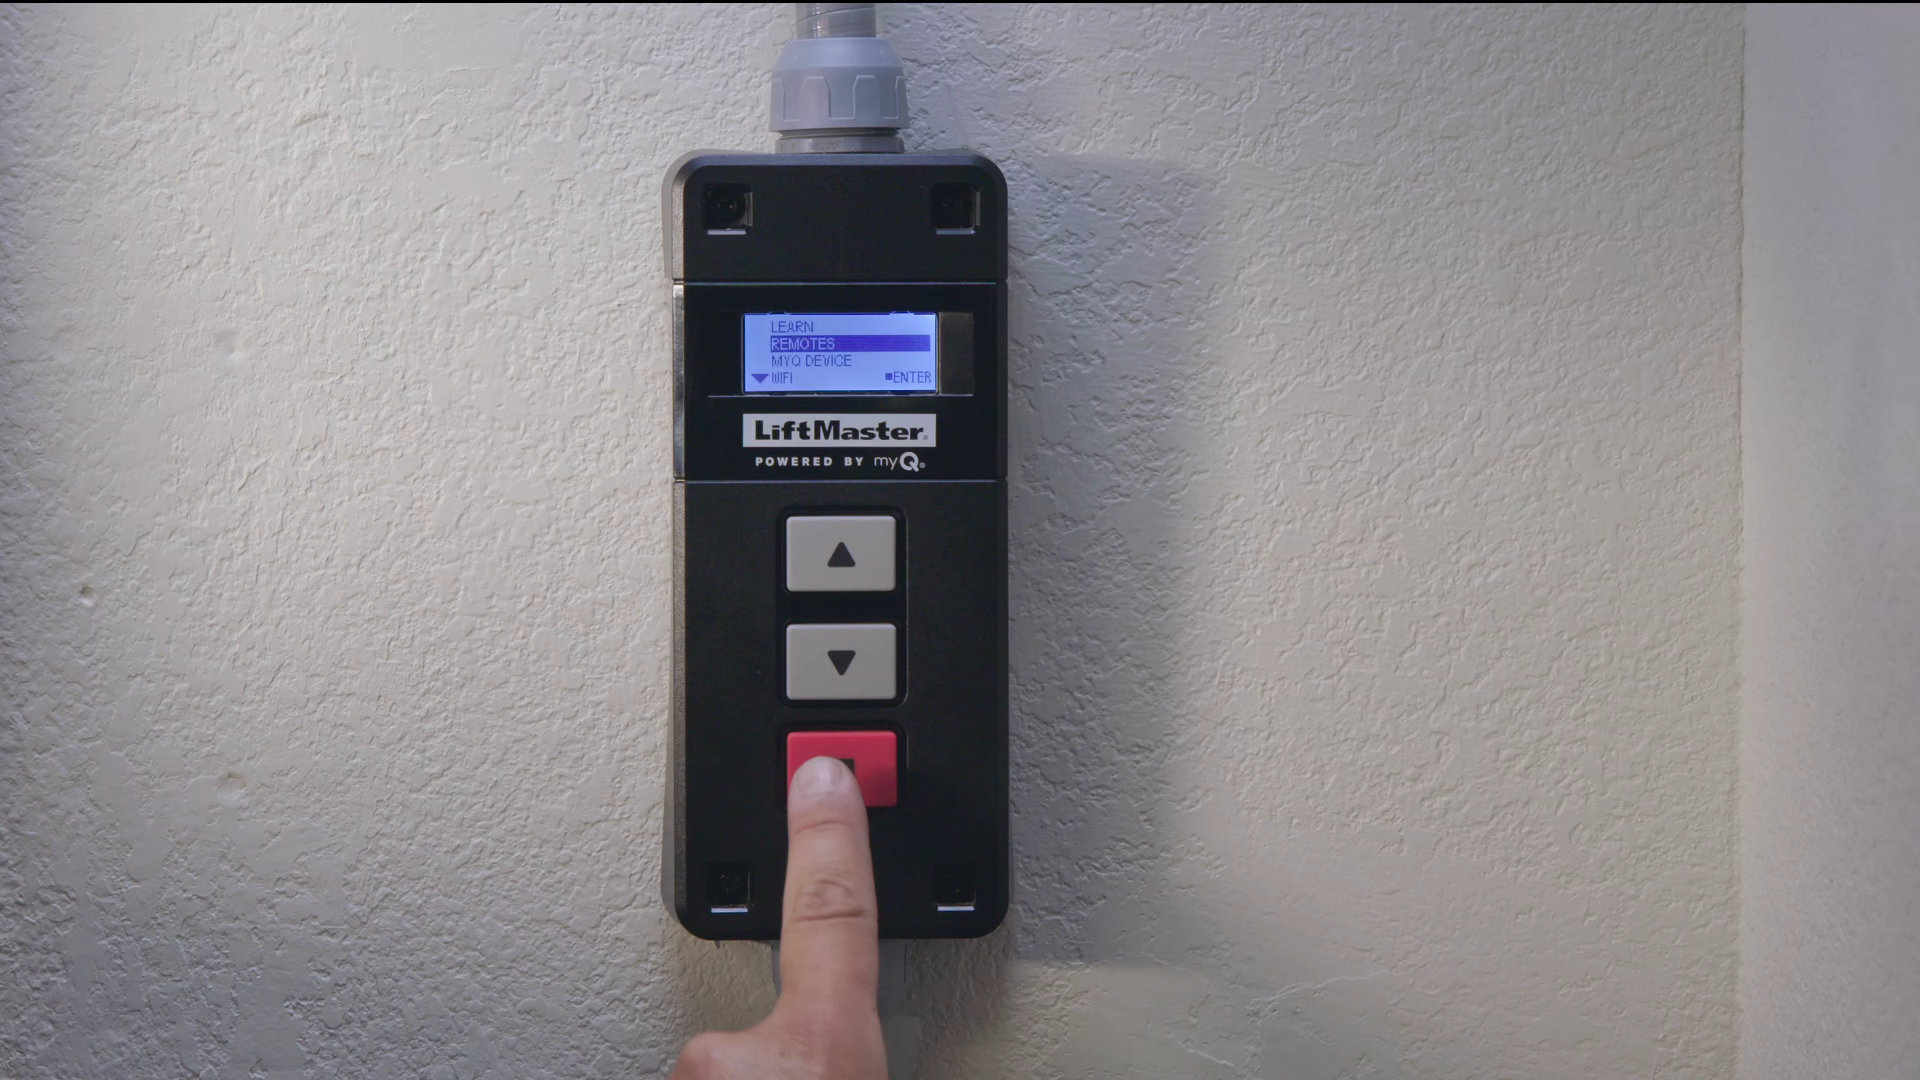 LEARN
REMOTES
MYQ DEVICE
▼ WIFI ■ENTER
LiftMaster®
POWERED BY myQ®
▲
▼